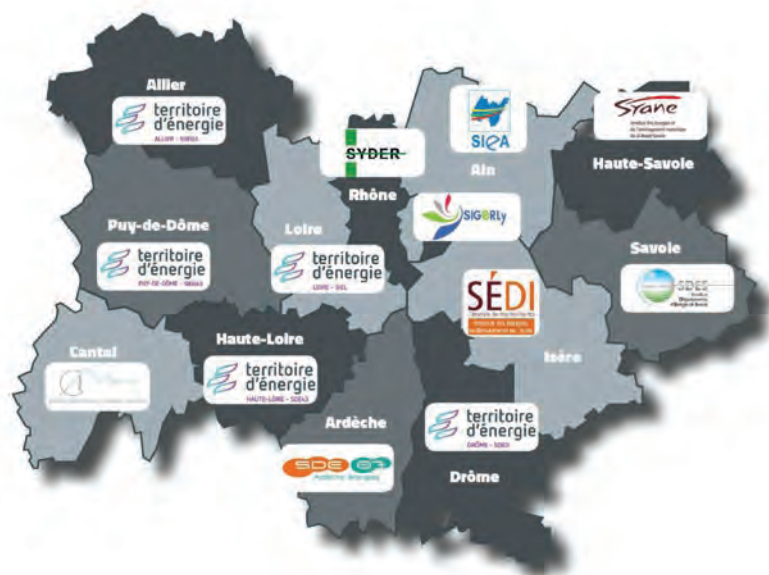 Allier
territoire
d'énergie
ALLIER - SDE03
SYDER
Rhône
SIEA
Ain
Syane
Haute-Savoie
Puy-de-Dôme
territoire
d'énergie
PUY-DE-DÔME - SIEG63
Loire
territoire
d'énergie
LOIRE - SIEL
SIGERLy
Savoie
SDES
SÉDI
Isère
Cantal
Haute-Loire
territoire
d'énergie
HAUTE-LOIRE - SDE43
Ardèche
SDE 07
Ardèche énergies
territoire
d'énergie
DRÔME - SDED
Drôme